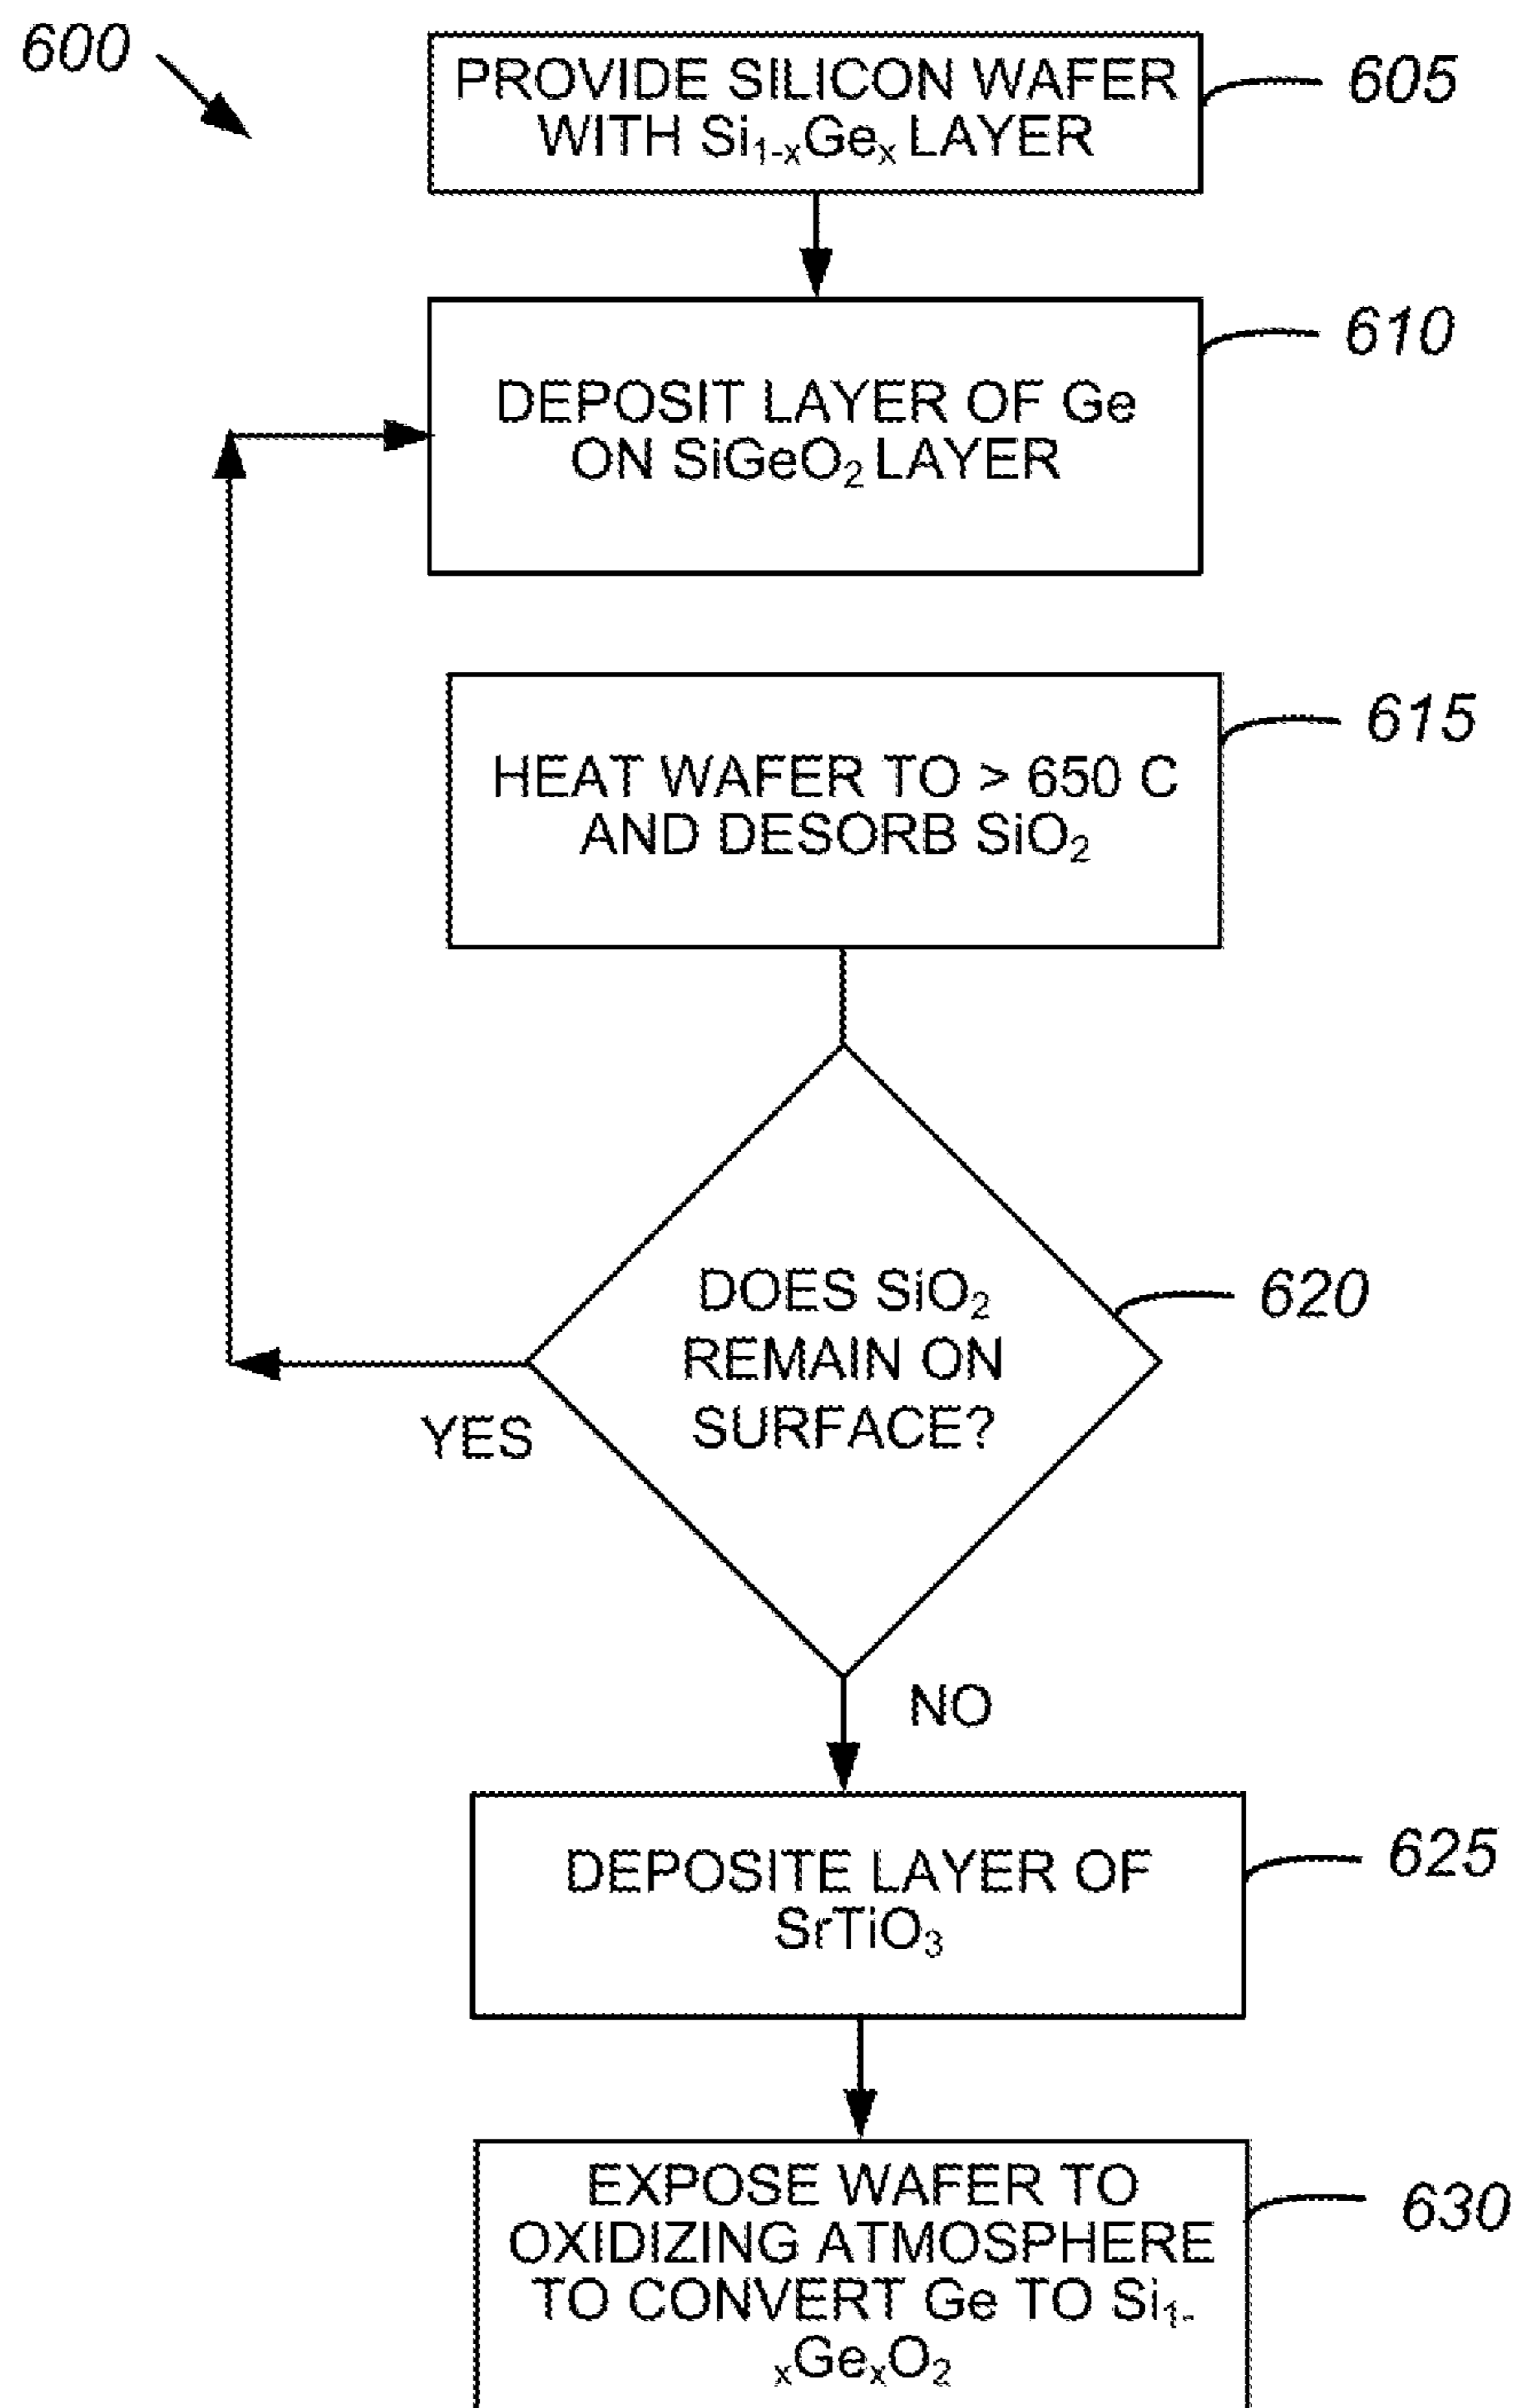 600
PROVIDE SILICON WAFER
WITH Si₁₋ₓGeₓ LAYER
605
DEPOSIT LAYER OF Ge
ON SiGeO₂ LAYER
610
HEAT WAFER TO > 650 C
AND DESORB SiO₂
615
DOES SiO₂
REMAIN ON
SURFACE?
620
YES
NO
DEPOSITE LAYER OF
SrTiO₃
625
EXPOSE WAFER TO
OXIDIZING ATMOSPHERE
TO CONVERT Ge TO Si₁₋
ₓGeₓO₂
630